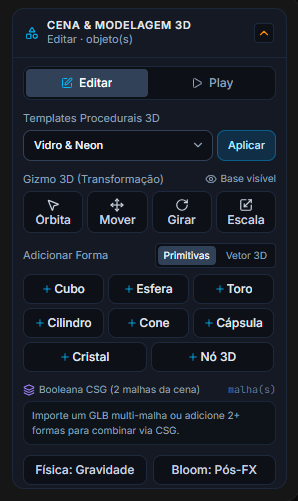 CENA & MODELAGEM 3D
Editar · objeto(s)
Editar
Play
Templates Procedurais 3D
Vidro & Neon
Aplicar
Gizmo 3D (Transformação)
Base visível
Órbita
Mover
Girar
Escala
Adicionar Forma
Primitivas
Vetor 3D
+ Cubo
+ Esfera
+ Toro
+ Cilindro
+ Cone
+ Cápsula
+ Cristal
+ Nó 3D
Booleana CSG (2 malhas da cena)
malha(s)
Importe um GLB multi-malha ou adicione 2+
formas para combinar via CSG.
Física: Gravidade
Bloom: Pós-FX